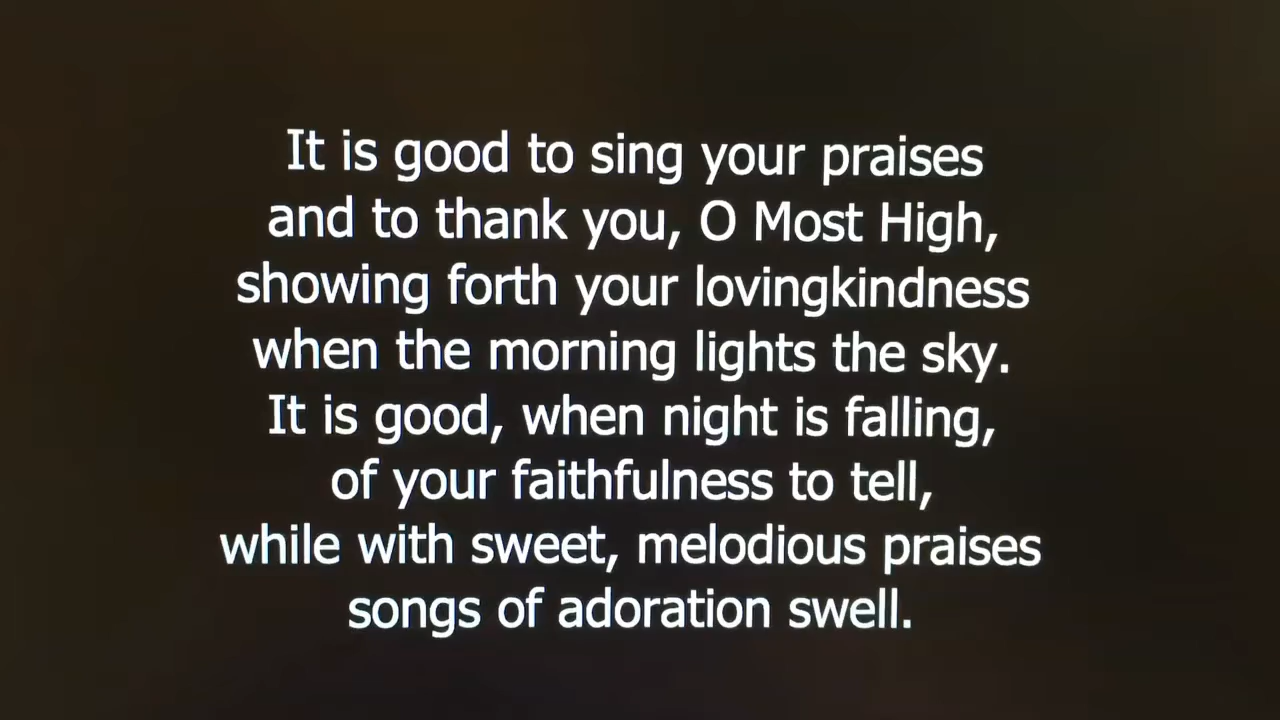 It is good to sing your praises
and to thank you, O Most High,
showing forth your lovingkindness
when the morning lights the sky.
It is good, when night is falling,
of your faithfulness to tell,
while with sweet, melodious praises
songs of adoration swell.